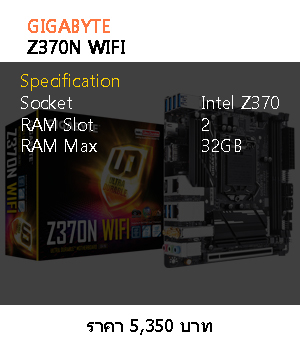 GIGABYTE
Z370N WIFI
Specification
Socket Intel Z370
RAM Slot 2
RAM Max 32GB
Z370N WIFI
ราคา 5,350 บาท